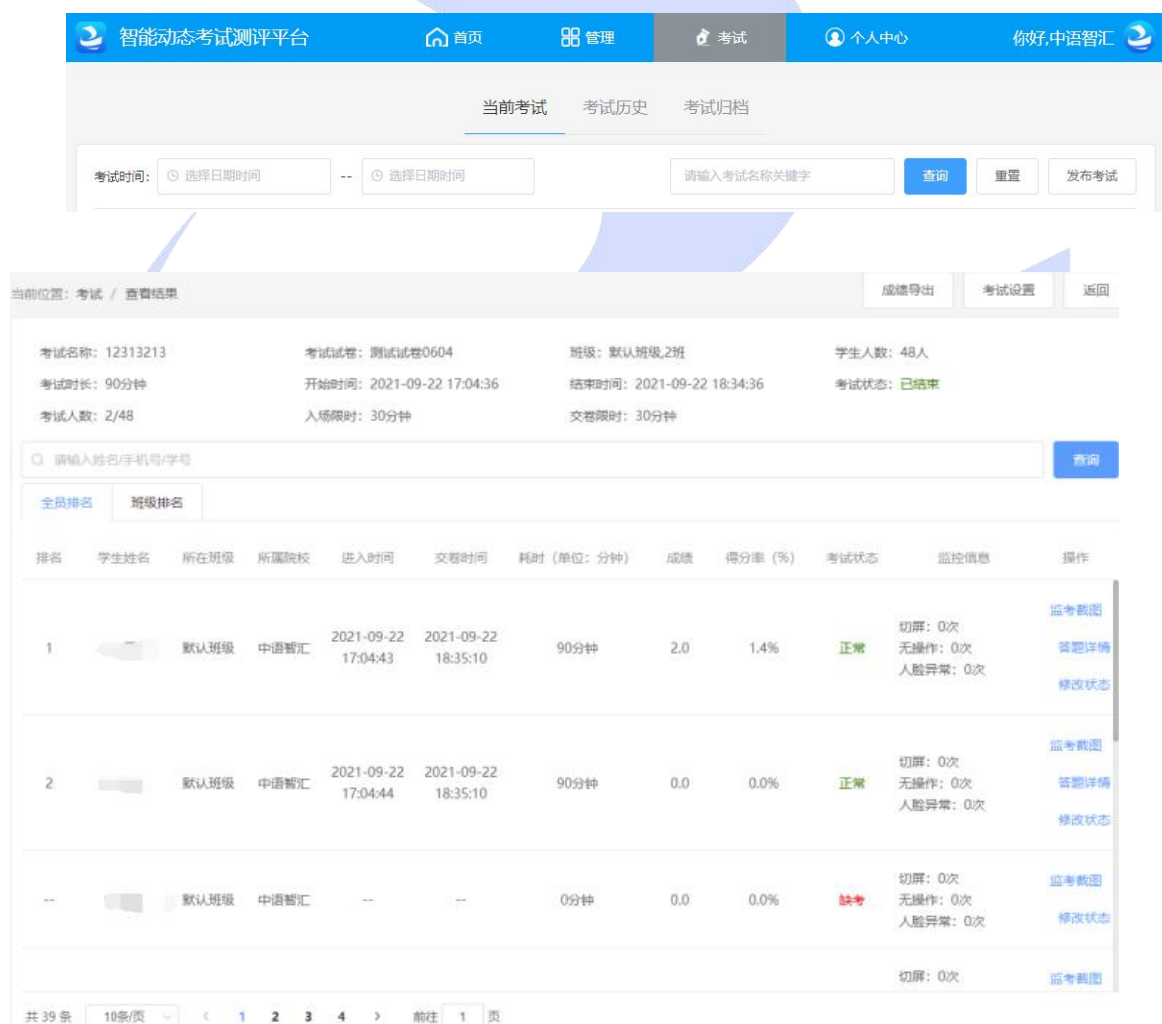 智能动态考试测评平台 首页 管理 考试 个人中心 你好,中语智汇
当前考试 考试历史 考试归档
考试时间: 选择日期时间 -- 选择日期时间 请输入考试名称关键字 查询 重置 发布考试
当前位置: 考试 / 查看结果 成绩导出 考试设置 返回
考试名称: 12313213 考试试卷: 测试试卷0604 班级: 默认班级,2班 学生人数: 48人
考试时长: 90分钟 开始时间: 2021-09-22 17:04:36 结束时间: 2021-09-22 18:34:36 考试状态: 已结束
考试人数: 2/48 入场限时: 30分钟 交卷限时: 30分钟
请输入姓名/手机号/学号 查询
全员排名 班级排名
排名 学生姓名 所在班级 所属院校 进入时间 交卷时间 耗时（单位：分钟） 成绩 得分率（%） 考试状态 监控信息 操作
监考截图
切屏: 0次
1 默认班级 中语智汇 2021-09-22 17:04:43 2021-09-22 18:35:10 90分钟 2.0 1.4% 正常 无操作: 0次 答题详情
人脸异常: 0次
修改状态
监考截图
切屏: 0次
2 默认班级 中语智汇 2021-09-22 17:04:44 2021-09-22 18:35:10 90分钟 0.0 0.0% 正常 无操作: 0次 答题详情
人脸异常: 0次
修改状态
切屏: 0次 监考截图
-- 默认班级 中语智汇 -- -- 0分钟 0.0 0.0% 缺考 无操作: 0次
人脸异常: 0次 修改状态
切屏: 0次 监考截图
共 39 条 10条/页 < 1 2 3 4 > 前往 1 页